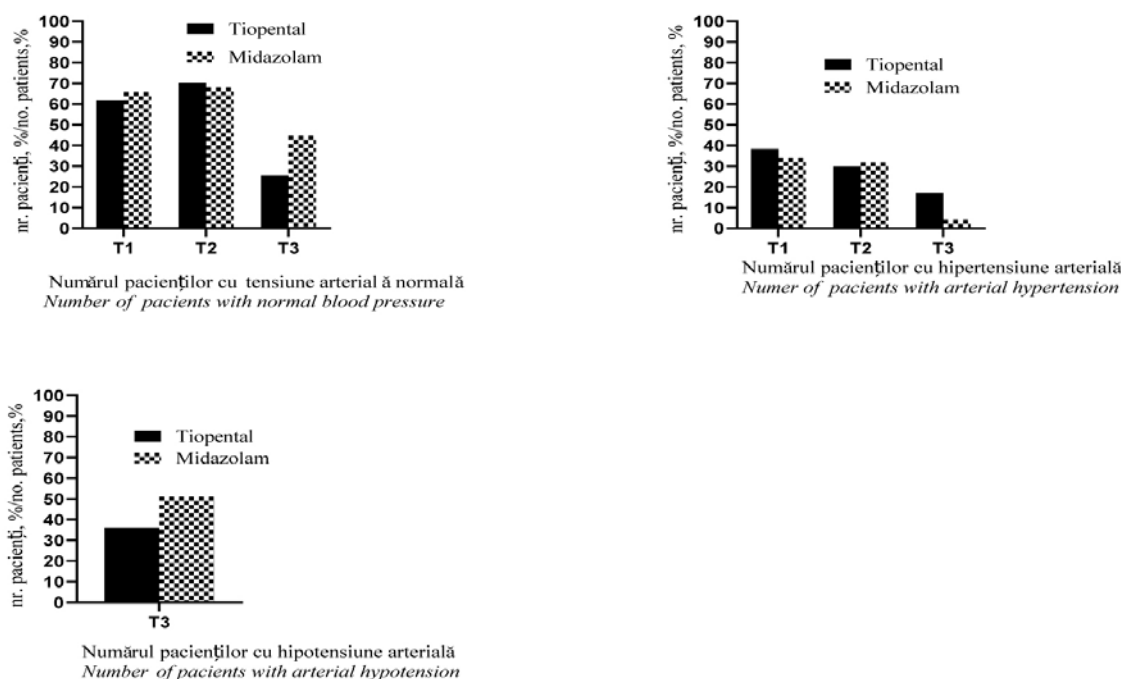 nr. pacienți, %/no. patients,%
100
90
80
70
60
50
40
30
20
10
0
Tiopental
Midazolam
T1 T2 T3
Numărul pacienților cu tensiune arterial ă normală
Number of pacients with normal blood pressure
nr. pacienți, %/no. patients, %
100
90
80
70
60
50
40
30
20
10
0
Tiopental
Midazolam
T1 T2 T3
Numărul pacienților cu hipertensiune arterială
Numer of pacients with arterial hypertension
nr. pacienți, %/no. patients,%
100
90
80
70
60
50
40
30
20
10
0
Tiopental
Midazolam
T3
Numărul pacienților cu hipotensiune arterială
Number of pacients with arterial hypotension